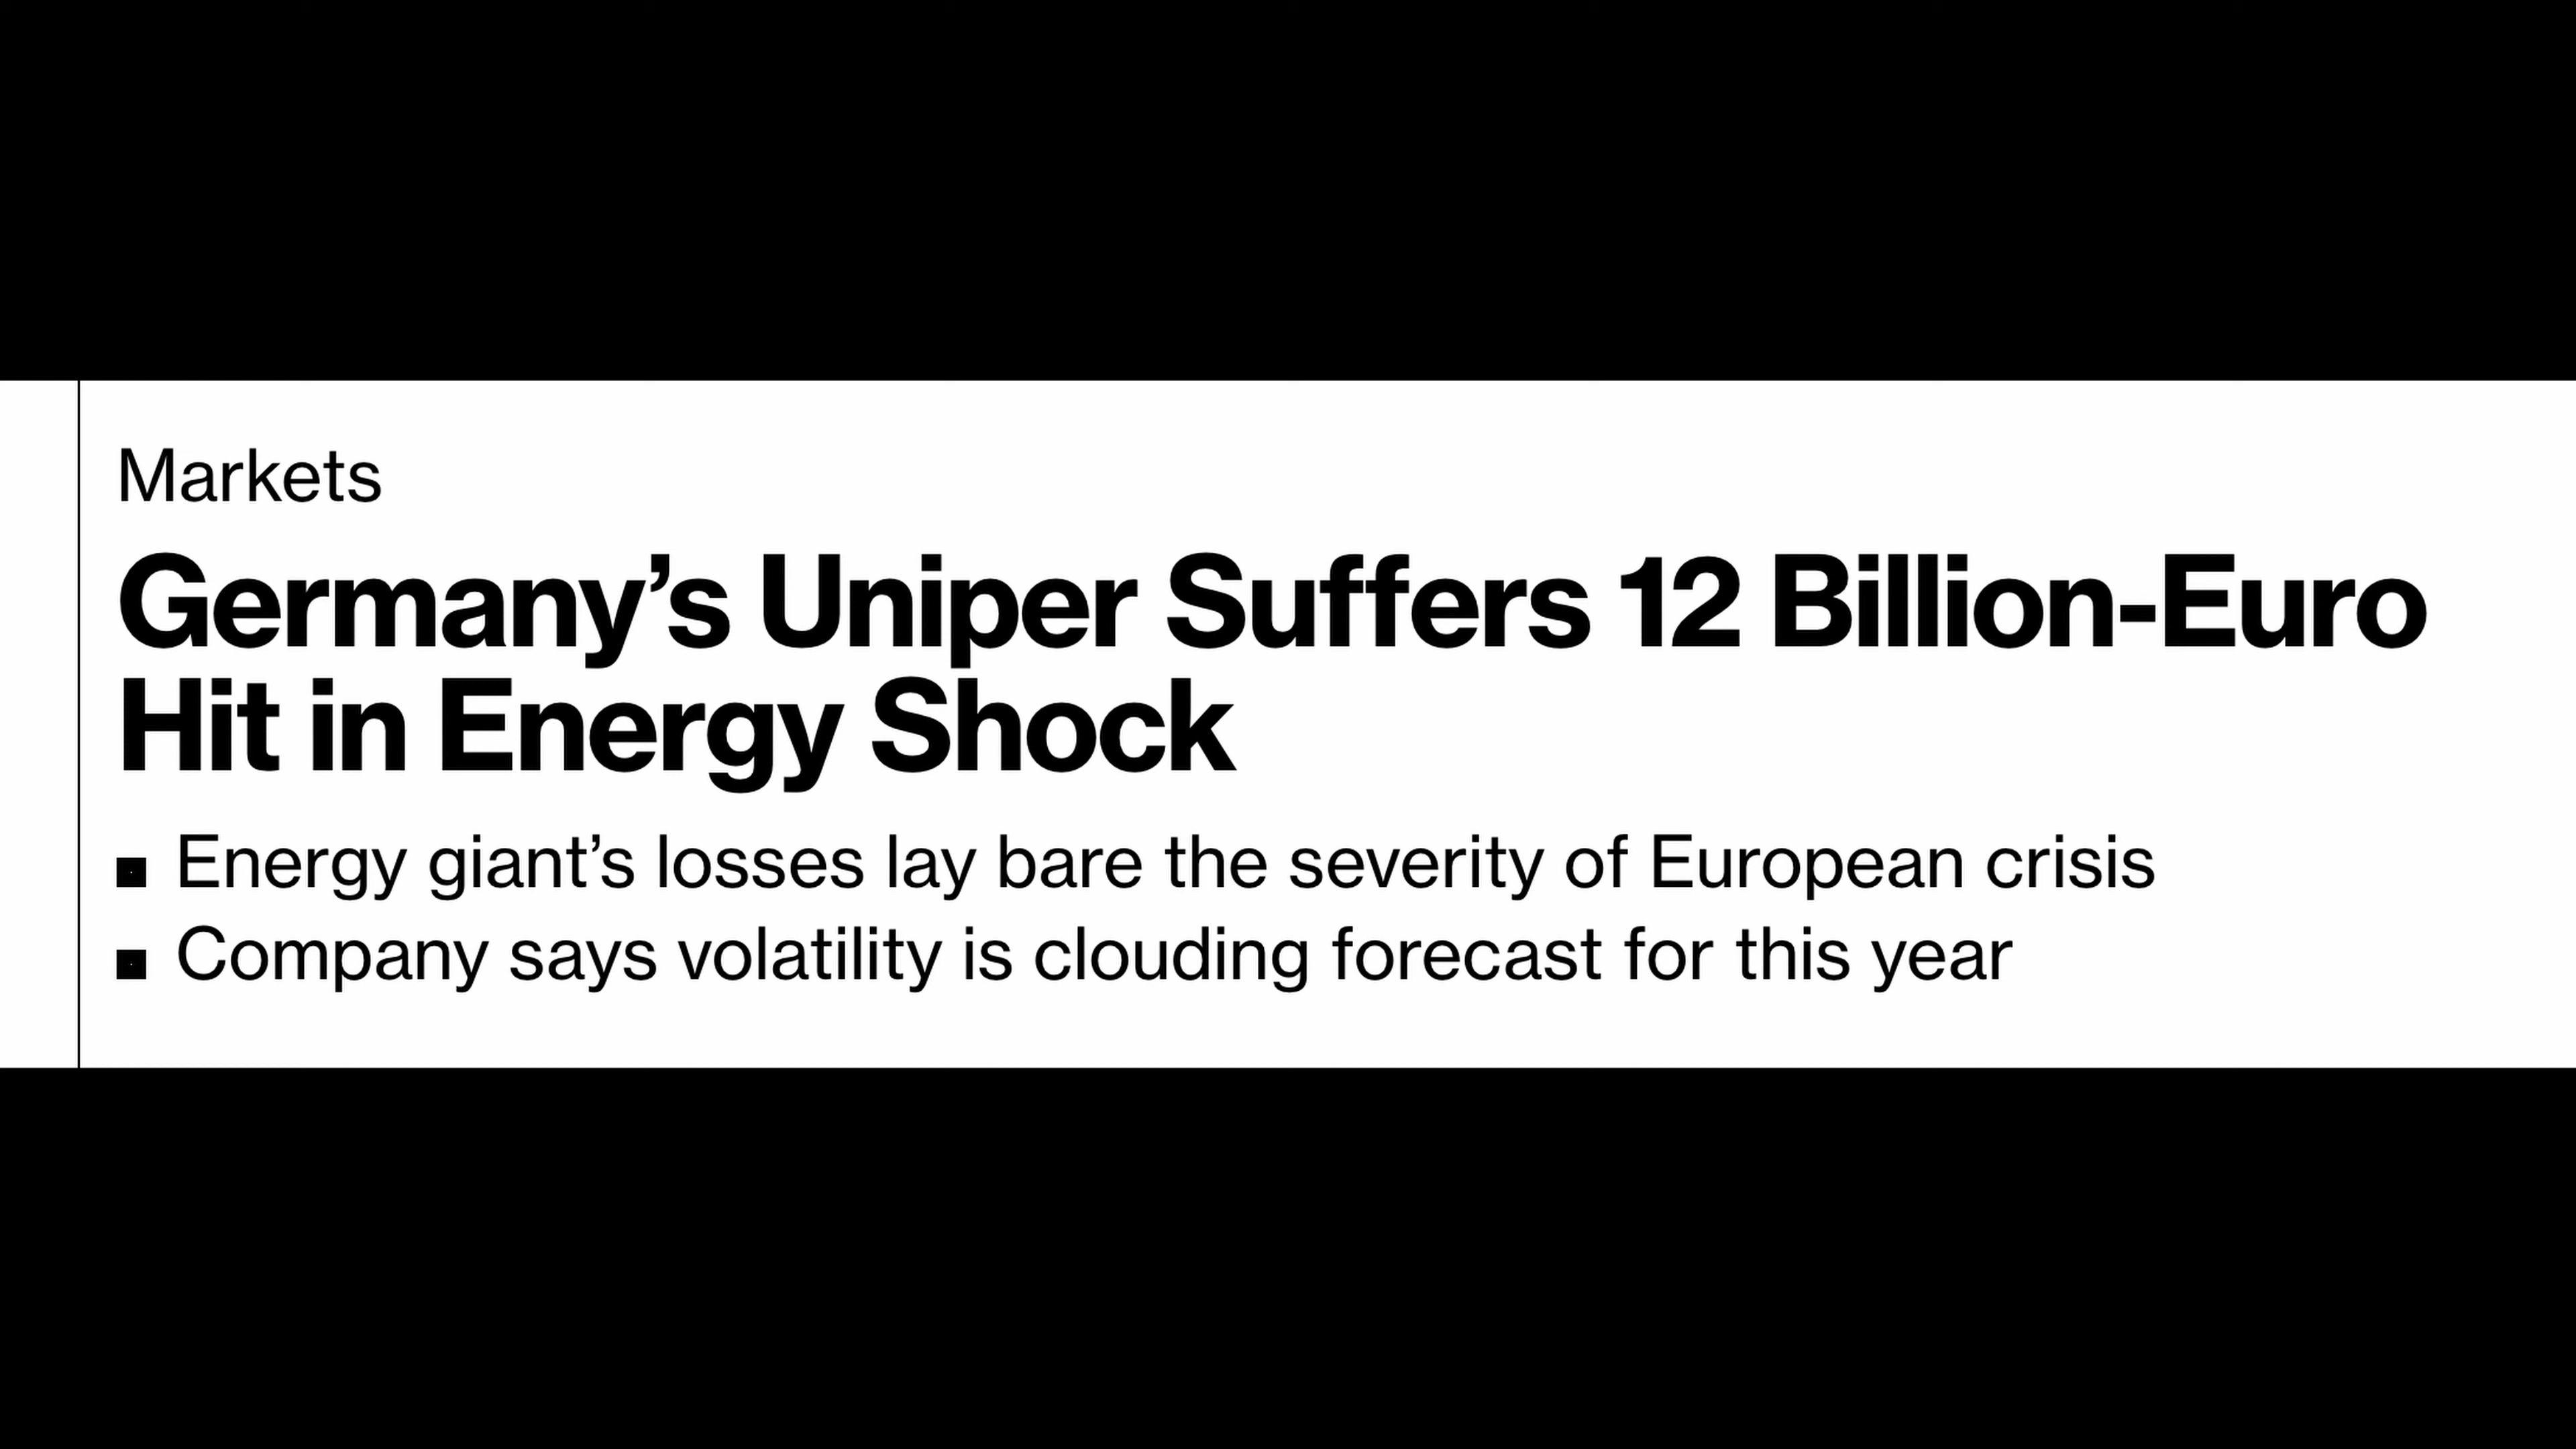 Markets
Germany’s Uniper Suffers 12 Billion-Euro
Hit in Energy Shock
▪ Energy giant’s losses lay bare the severity of European crisis
▪ Company says volatility is clouding forecast for this year